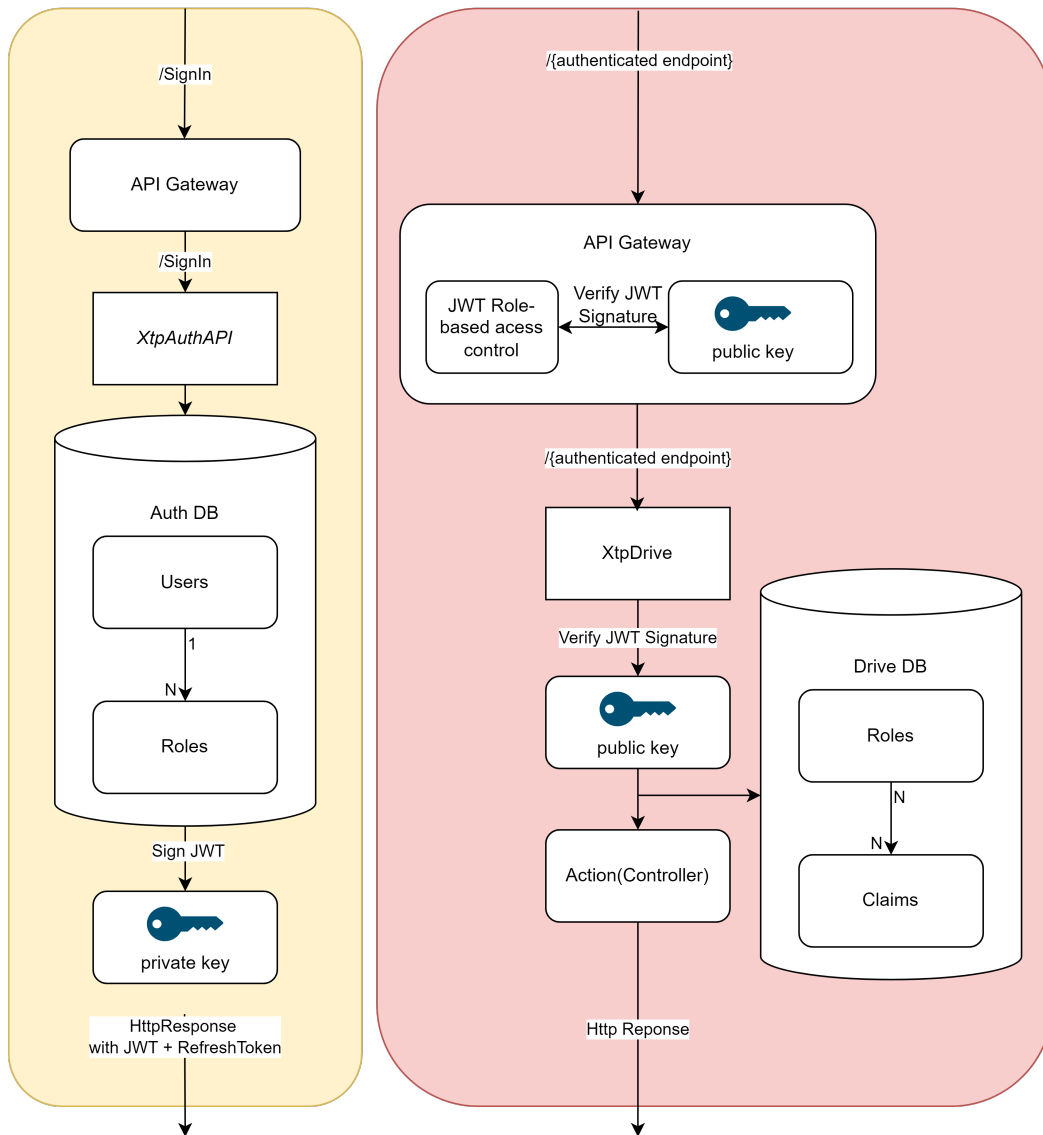 /SignIn
API Gateway
/SignIn
XtpAuthAPI
Auth DB
Users
1
N
Roles
Sign JWT
private key
HttpResponse
with JWT + RefreshToken
/{authenticated endpoint}
API Gateway
JWT Role-
based acess
control
Verify JWT
Signature
public key
/{authenticated endpoint}
XtpDrive
Verify JWT Signature
public key
Action(Controller)
Http Reponse
Drive DB
Roles
N
N
Claims